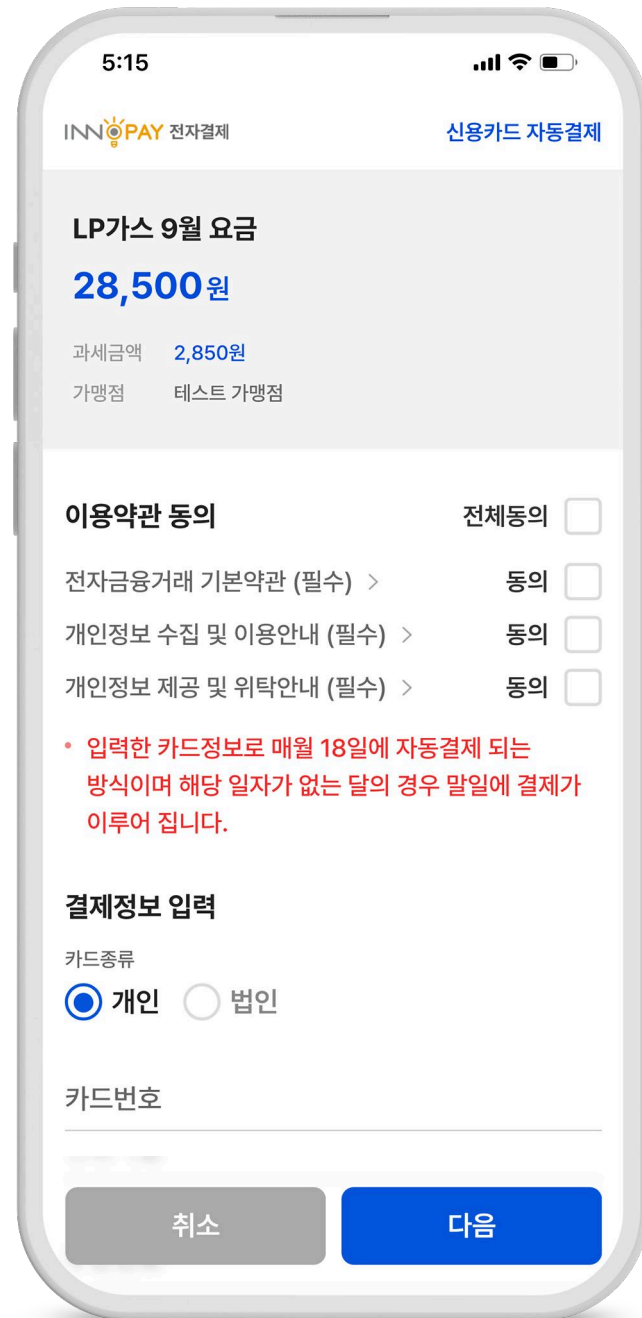 5:15
INNOPAY 전자결제 신용카드 자동결제
LP가스 9월 요금
28,500원
과세금액 2,850원
가맹점 테스트 가맹점
이용약관 동의 전체동의
전자금융거래 기본약관 (필수) > 동의
개인정보 수집 및 이용안내 (필수) > 동의
개인정보 제공 및 위탁안내 (필수) > 동의
• 입력한 카드정보로 매월 18일에 자동결제 되는
방식이며 해당 일자가 없는 달의 경우 말일에 결제가
이루어 집니다.
결제정보 입력
카드종류
개인 법인
카드번호
취소 다음